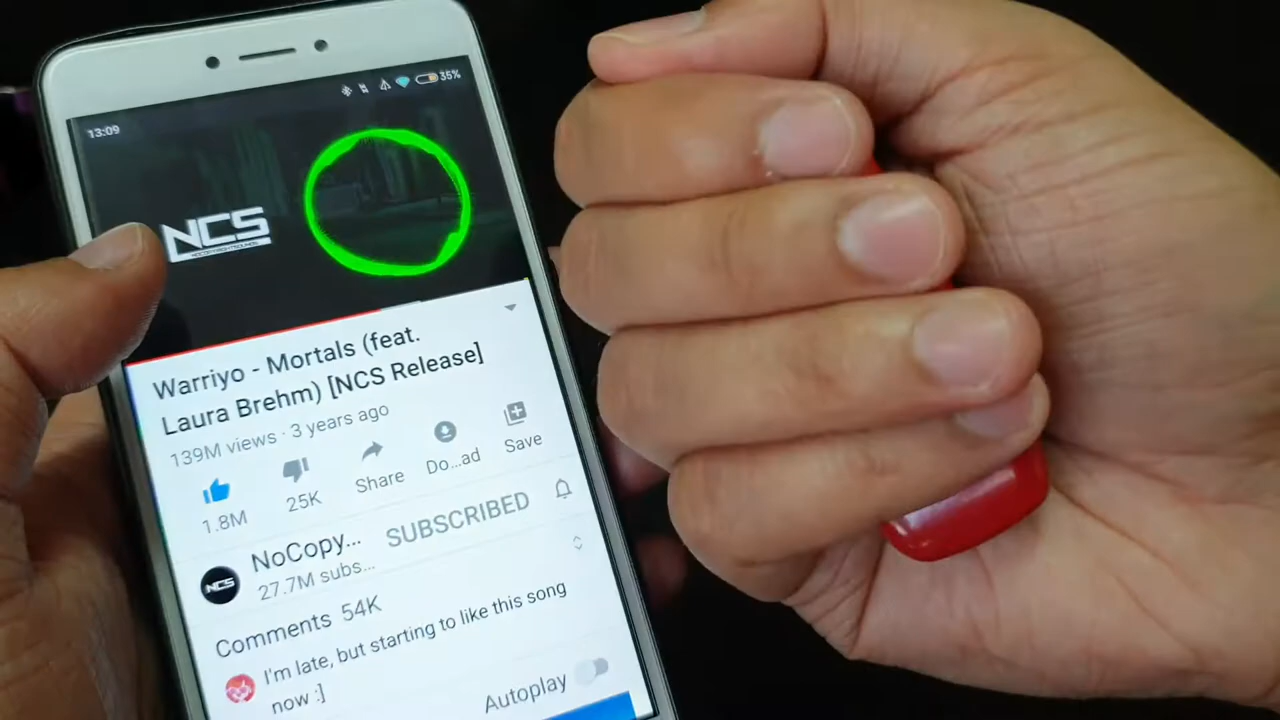 13:09
35%
NCS
Warriyo - Mortals (feat.
Laura Brehm) [NCS Release]
139M views · 3 years ago
1.8M
25K
Share
Do...ad
Save
NoCopy...
27.7M subs...
SUBSCRIBED
NCS
Comments 54K
I'm late, but starting to like this song
now :]
Autoplay